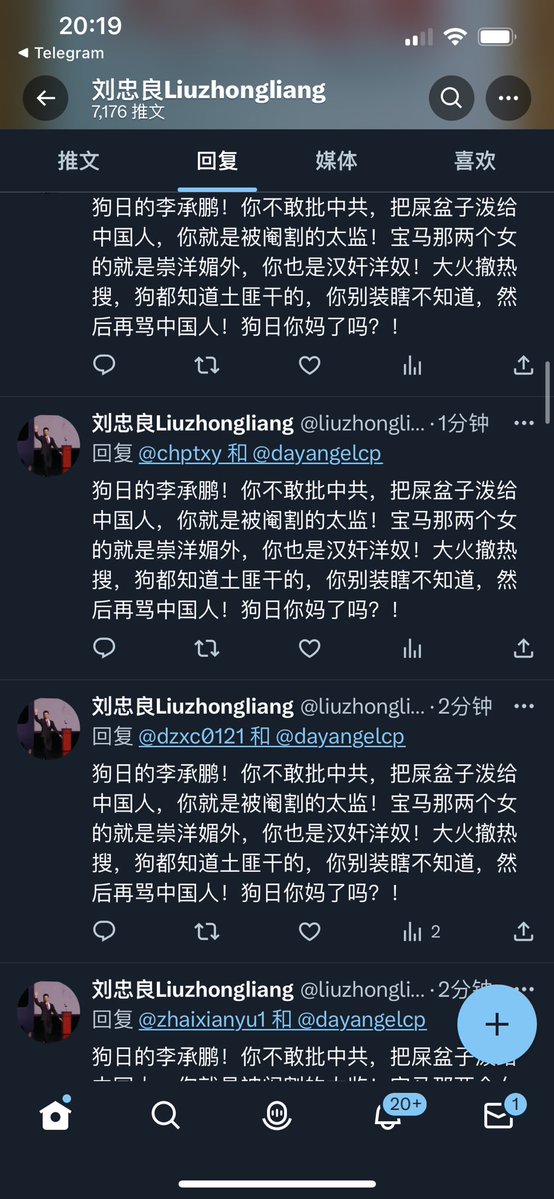 20:19
◀ Telegram
刘忠良Liuzhongliang
7,176 推文
推文 回复 媒体 喜欢
狗日的李承鹏！你不敢批中共，把屎盆子泼给
中国人，你就是被阉割的太监！宝马那两个女
的就是崇洋媚外，你也是汉奸洋奴！大火撤热
搜，狗都知道土匪干的，你别装瞎不知道，然
后再骂中国人！狗日你妈了吗？！
刘忠良Liuzhongliang @liuzhongli... · 1分钟
回复 @chptxy 和 @dayangelcp
狗日的李承鹏！你不敢批中共，把屎盆子泼给
中国人，你就是被阉割的太监！宝马那两个女
的就是崇洋媚外，你也是汉奸洋奴！大火撤热
搜，狗都知道土匪干的，你别装瞎不知道，然
后再骂中国人！狗日你妈了吗？！
刘忠良Liuzhongliang @liuzhongli... · 2分钟
回复 @dzxc0121 和 @dayangelcp
狗日的李承鹏！你不敢批中共，把屎盆子泼给
中国人，你就是被阉割的太监！宝马那两个女
的就是崇洋媚外，你也是汉奸洋奴！大火撤热
搜，狗都知道土匪干的，你别装瞎不知道，然
后再骂中国人！狗日你妈了吗？！
2
刘忠良Liuzhongliang @liuzhongli... · 2分钟
回复 @zhaixianyu1 和 @dayangelcp
狗日的李承鹏！你不敢批中共，把屎盆子泼给
20+
1